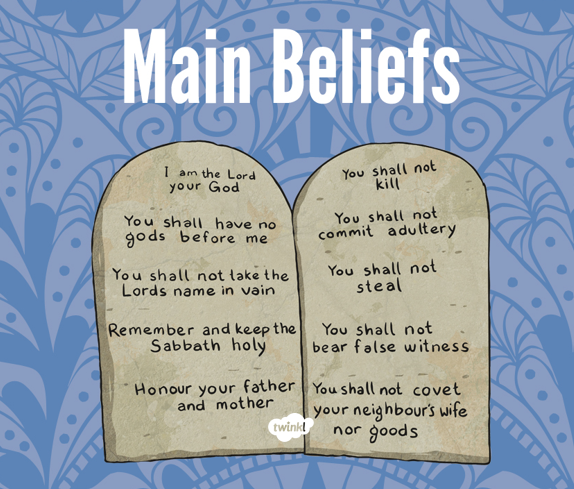 Main Beliefs
I am the Lord
your God
You shall have no
gods before me
You shall not take the
Lords name in vain
Remember and keep the
Sabbath holy
Honour your father
and mother
You shall not
kill
You shall not
commit adultery
You shall not
steal
You shall not
bear false witness
You shall not covet
your neighbour's wife
nor goods
twinkl